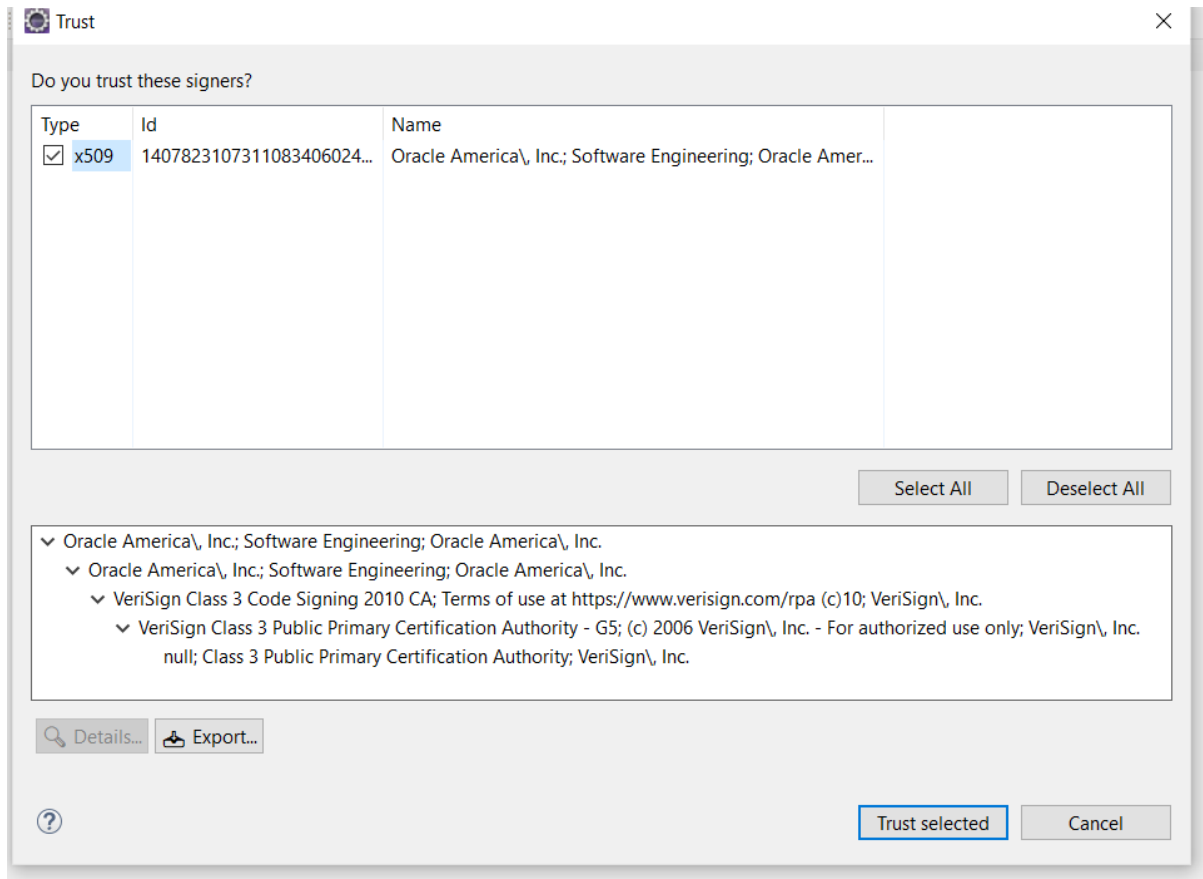 Trust
Do you trust these signers?
Type Id Name
x509 1407823107311083406024... Oracle America\, Inc.; Software Engineering; Oracle Amer...
Select All Deselect All
Oracle America\, Inc.; Software Engineering; Oracle America\, Inc.
Oracle America\, Inc.; Software Engineering; Oracle America\, Inc.
VeriSign Class 3 Code Signing 2010 CA; Terms of use at https://www.verisign.com/rpa (c)10; VeriSign\, Inc.
VeriSign Class 3 Public Primary Certification Authority - G5; (c) 2006 VeriSign\, Inc. - For authorized use only; VeriSign\, Inc.
null; Class 3 Public Primary Certification Authority; VeriSign\, Inc.
Details... Export...
? Trust selected Cancel